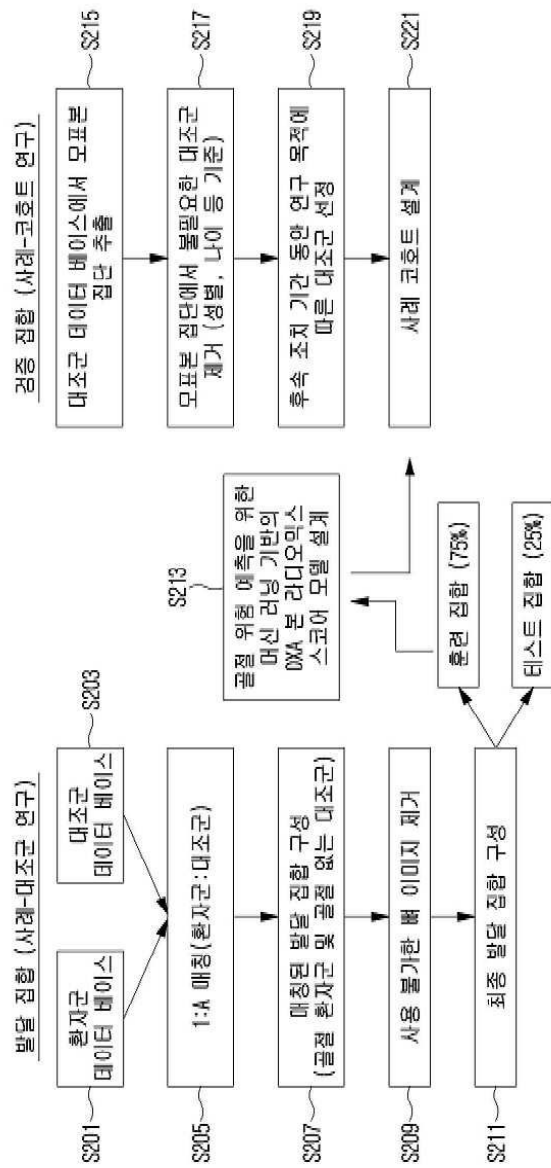 발달 집합 (사례-대조군 연구)
S201
환자군
데이터 베이스
대조군
데이터 베이스
S203
S205
1:A 매칭(환자군:대조군)
S207
매칭된 발달 집합 구성
(골절 환자군 및 골절 없는 대조군)
S209
사용 불가한 뼈 이미지 제거
S211
최종 발달 집합 구성
훈련 집합 (75%)
테스트 집합 (25%)
S213
골절 위험 예측을 위한
머신 러닝 기반의
DXA 본 라디오믹스
스코어 모델 설계
검증 집합 (사례-코호트 연구)
대조군 데이터 베이스에서 모표본
집단 추출
S215
모표본 집단에서 불필요한 대조군
제거 (성별, 나이 등 기준)
S217
후속 조치 기간 동안 연구 목적에
따른 대조군 선정
S219
사례 코호트 설계
S221